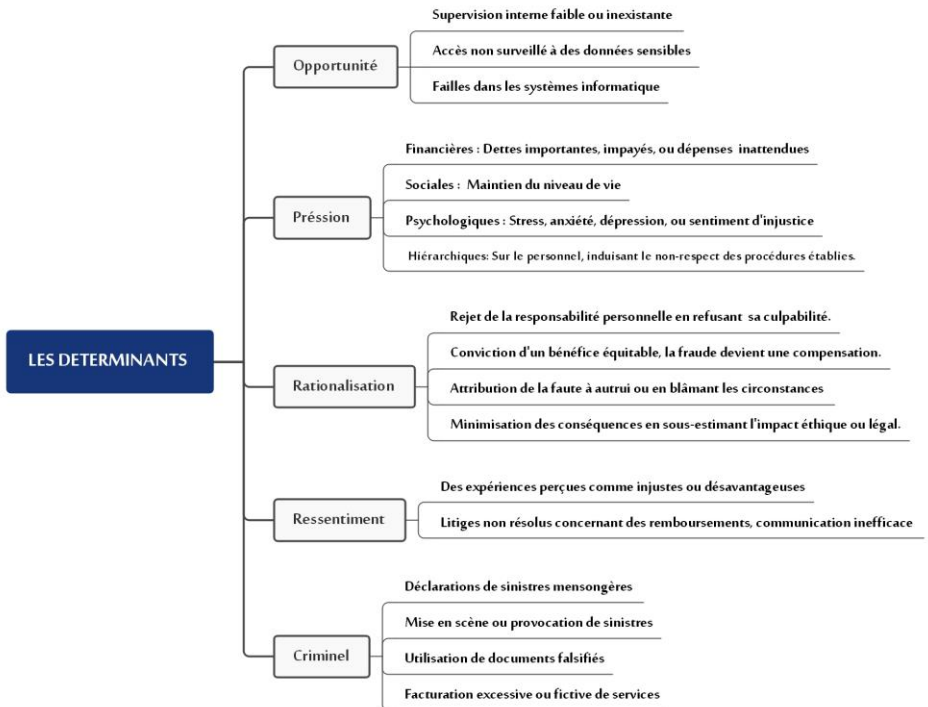 LES DETERMINANTS
Opportunité
Supervision interne faible ou inexistante
Accès non surveillé à des données sensibles
Failles dans les systèmes informatique
Préssion
Financières : Dettes importantes, impayés, ou dépenses inattendues
Sociales : Maintien du niveau de vie
Psychologiques : Stress, anxiété, dépression, ou sentiment d'injustice
Hiérarchiques: Sur le personnel, induisant le non-respect des procédures établies.
Rationalisation
Rejet de la responsabilité personnelle en refusant sa culpabilité.
Conviction d'un bénéfice équitable, la fraude devient une compensation.
Attribution de la faute à autrui ou en blâmant les circonstances
Minimisation des conséquences en sous-estimant l'impact éthique ou légal.
Ressentiment
Des expériences perçues comme injustes ou désavantageuses
Litiges non résolus concernant des remboursements, communication inefficace
Criminel
Déclarations de sinistres mensongères
Mise en scène ou provocation de sinistres
Utilisation de documents falsifiés
Facturation excessive ou fictive de services